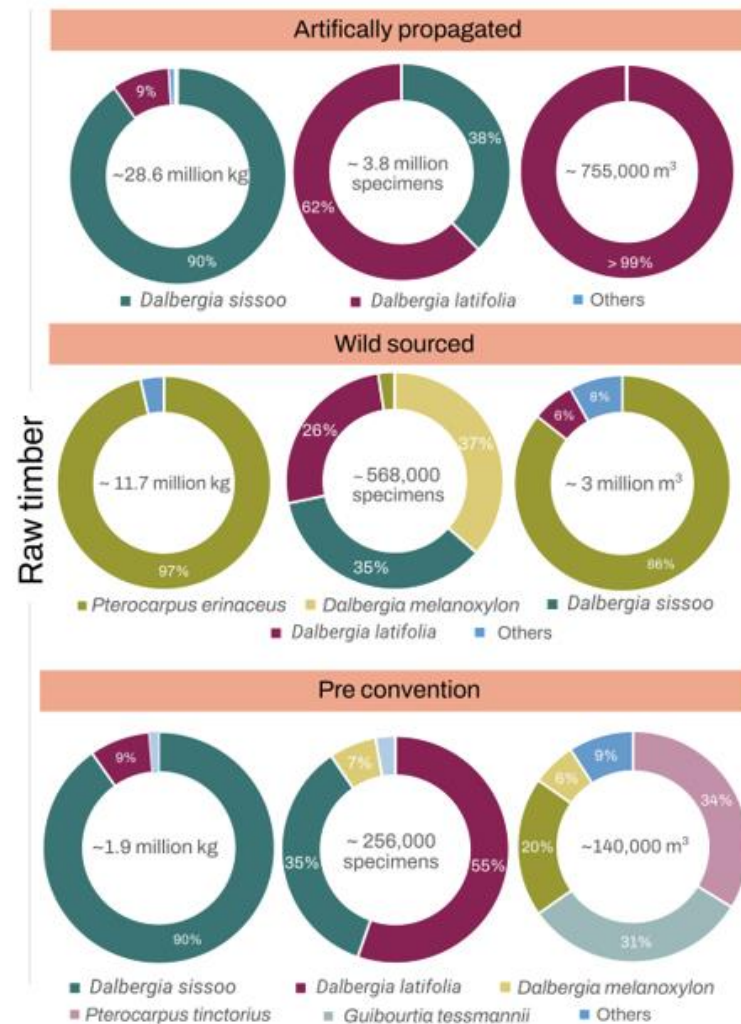 Artifically propagated
9%
~28.6 million kg
90%
38%
~ 3.8 million
specimens
62%
~ 755,000 m³
> 99%
Dalbergia sissoo
Dalbergia latifolia
Others
Wild sourced
Raw timber
~ 11.7 million kg
97%
26%
37%
~ 568,000
specimens
35%
6%
8%
~ 3 million m³
86%
Pterocarpus erinaceus
Dalbergia melanoxylon
Dalbergia sissoo
Dalbergia latifolia
Others
Pre convention
9%
~1.9 million kg
90%
7%
~ 256,000
specimens
35%
55%
9%
6%
34%
20%
~140,000 m³
31%
Dalbergia sissoo
Dalbergia latifolia
Dalbergia melanoxylon
Pterocarpus tinctorius
Guibourtia tessmannii
Others